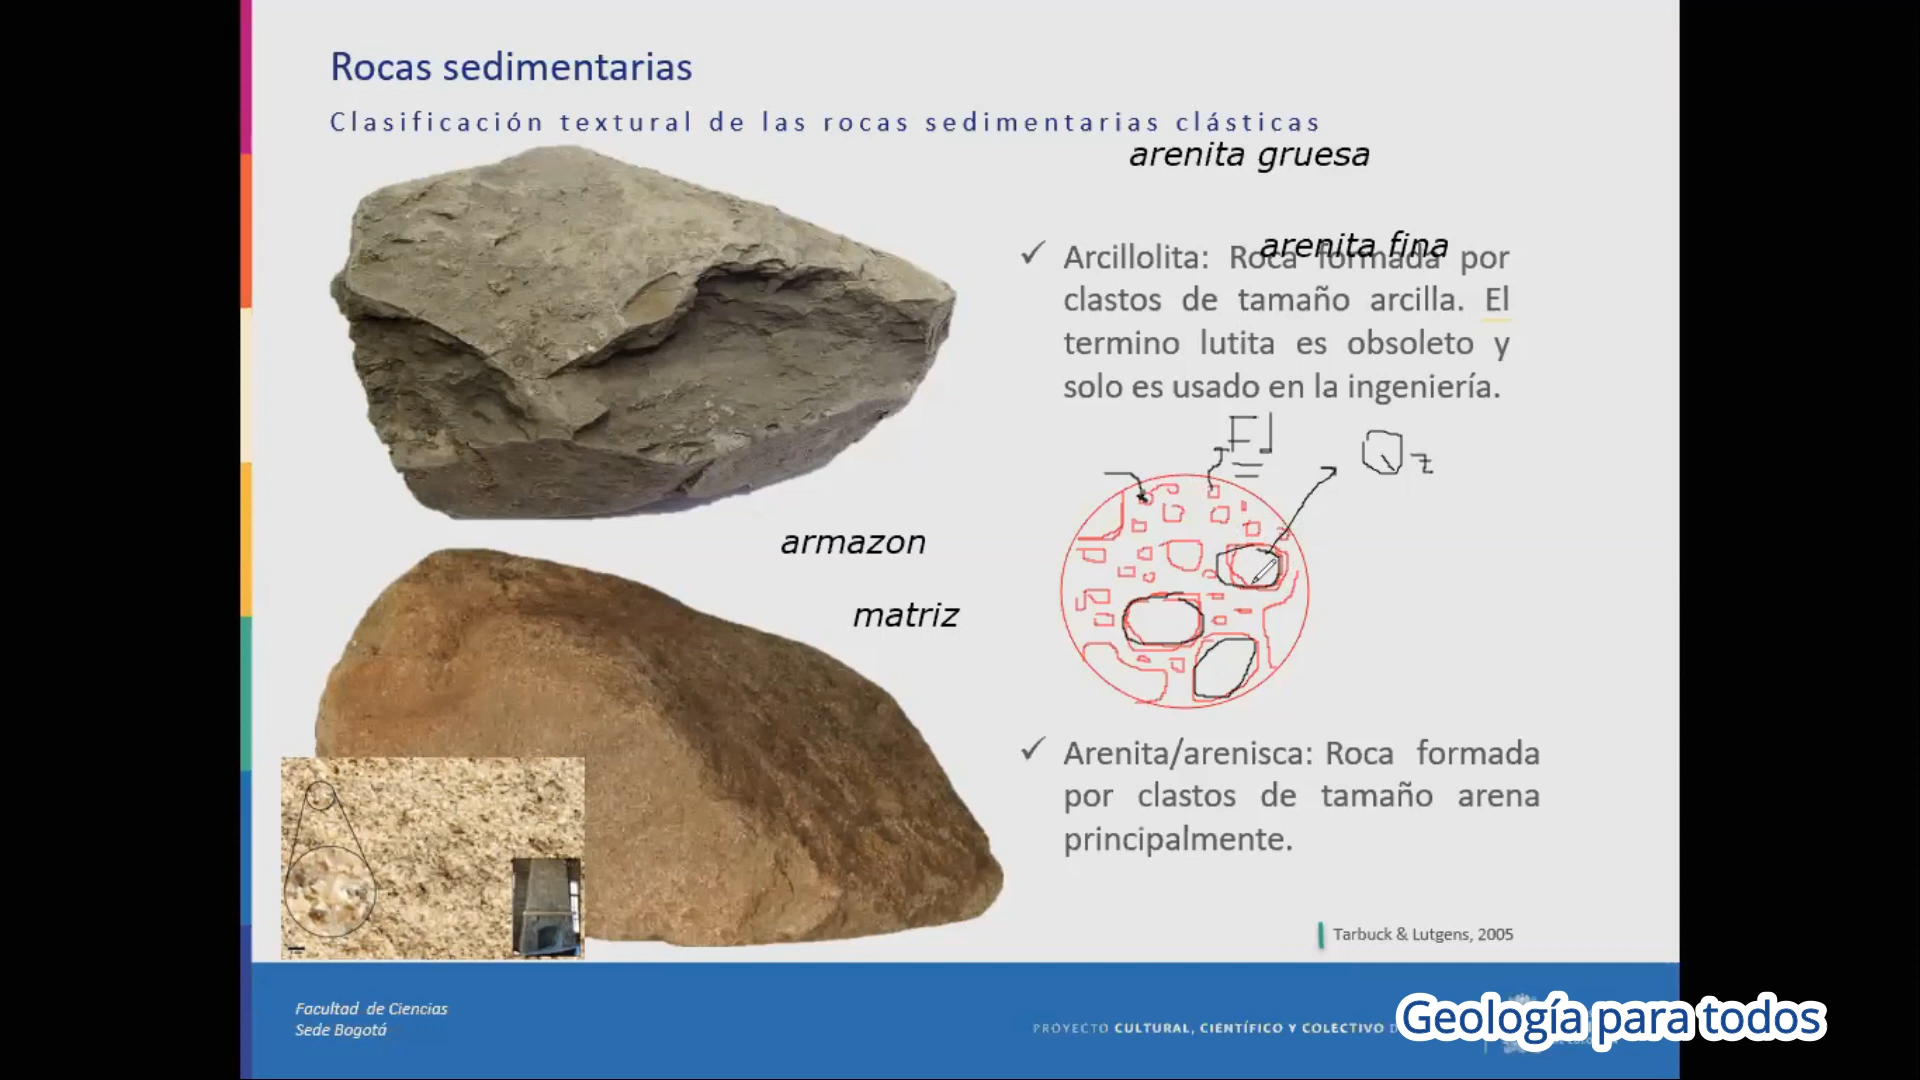 Rocas sedimentarias
Clasificación textural de las rocas sedimentarias clásticas
arenita gruesa
arenita fina
✓ Arcillolita: Roca formada por
clastos de tamaño arcilla. El
termino lutita es obsoleto y
solo es usado en la ingeniería.
Qz
armazon
matriz
✓ Arenita/arenisca: Roca formada
por clastos de tamaño arena
principalmente.
Tarbuck & Lutgens, 2005
Facultad de Ciencias
Sede Bogotá
PROYECTO CULTURAL, CIENTÍFICO Y COLECTIVO
Geología para todos